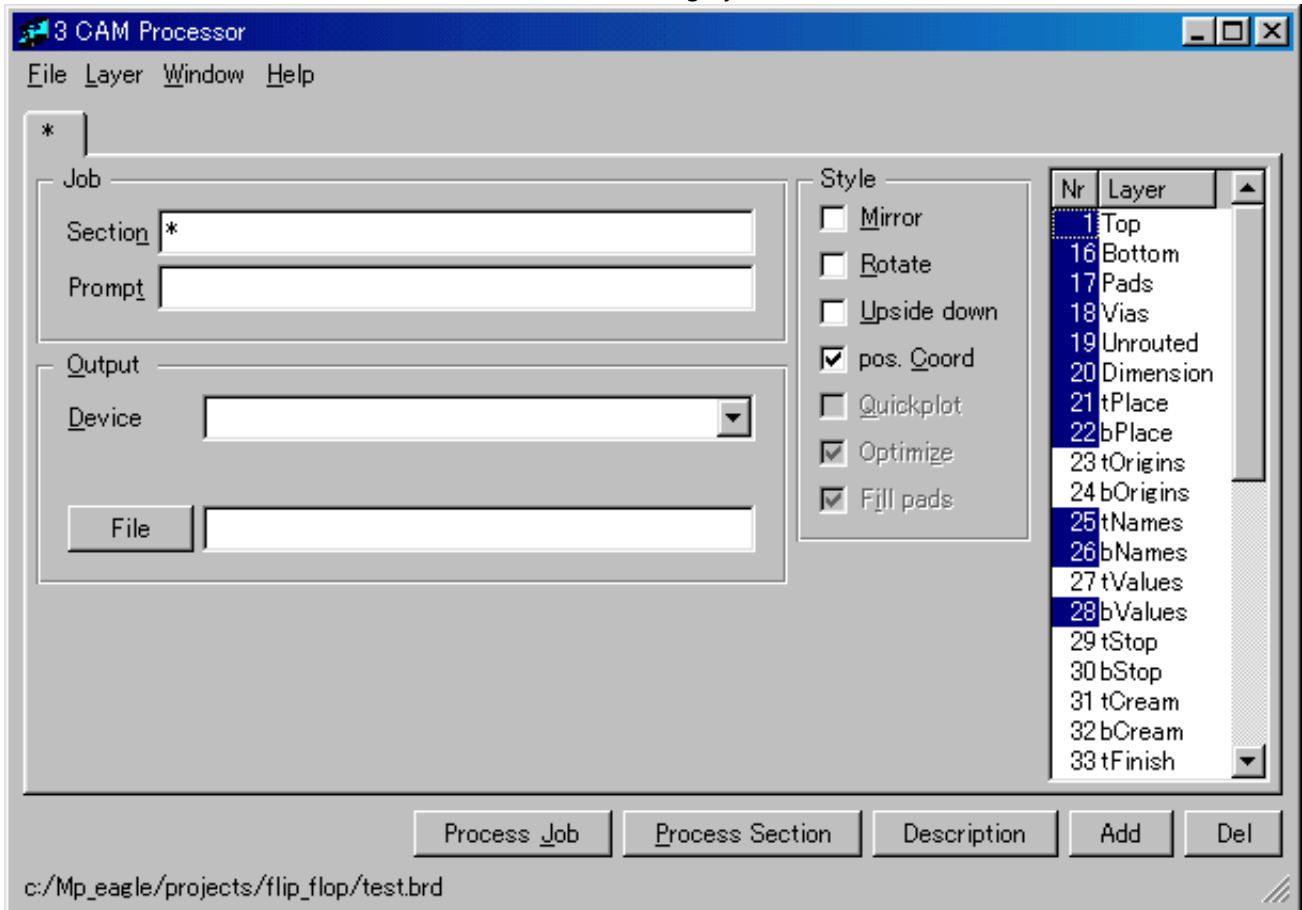 3 CAM Processor
File Layer Window Help
*
Job
Section *
Prompt
Output
Device
File
Style
Mirror
Rotate
Upside down
pos. Coord
Quickplot
Optimize
Fill pads
Nr Layer
1 Top
16 Bottom
17 Pads
18 Vias
19 Unrouted
20 Dimension
21 tPlace
22 bPlace
23 tOrigins
24 bOrigins
25 tNames
26 bNames
27 tValues
28 bValues
29 tStop
30 bStop
31 tCream
32 bCream
33 tFinish
Process Job Process Section Description Add Del
c:/Mp_eagle/projects/flip_flop/test.brd